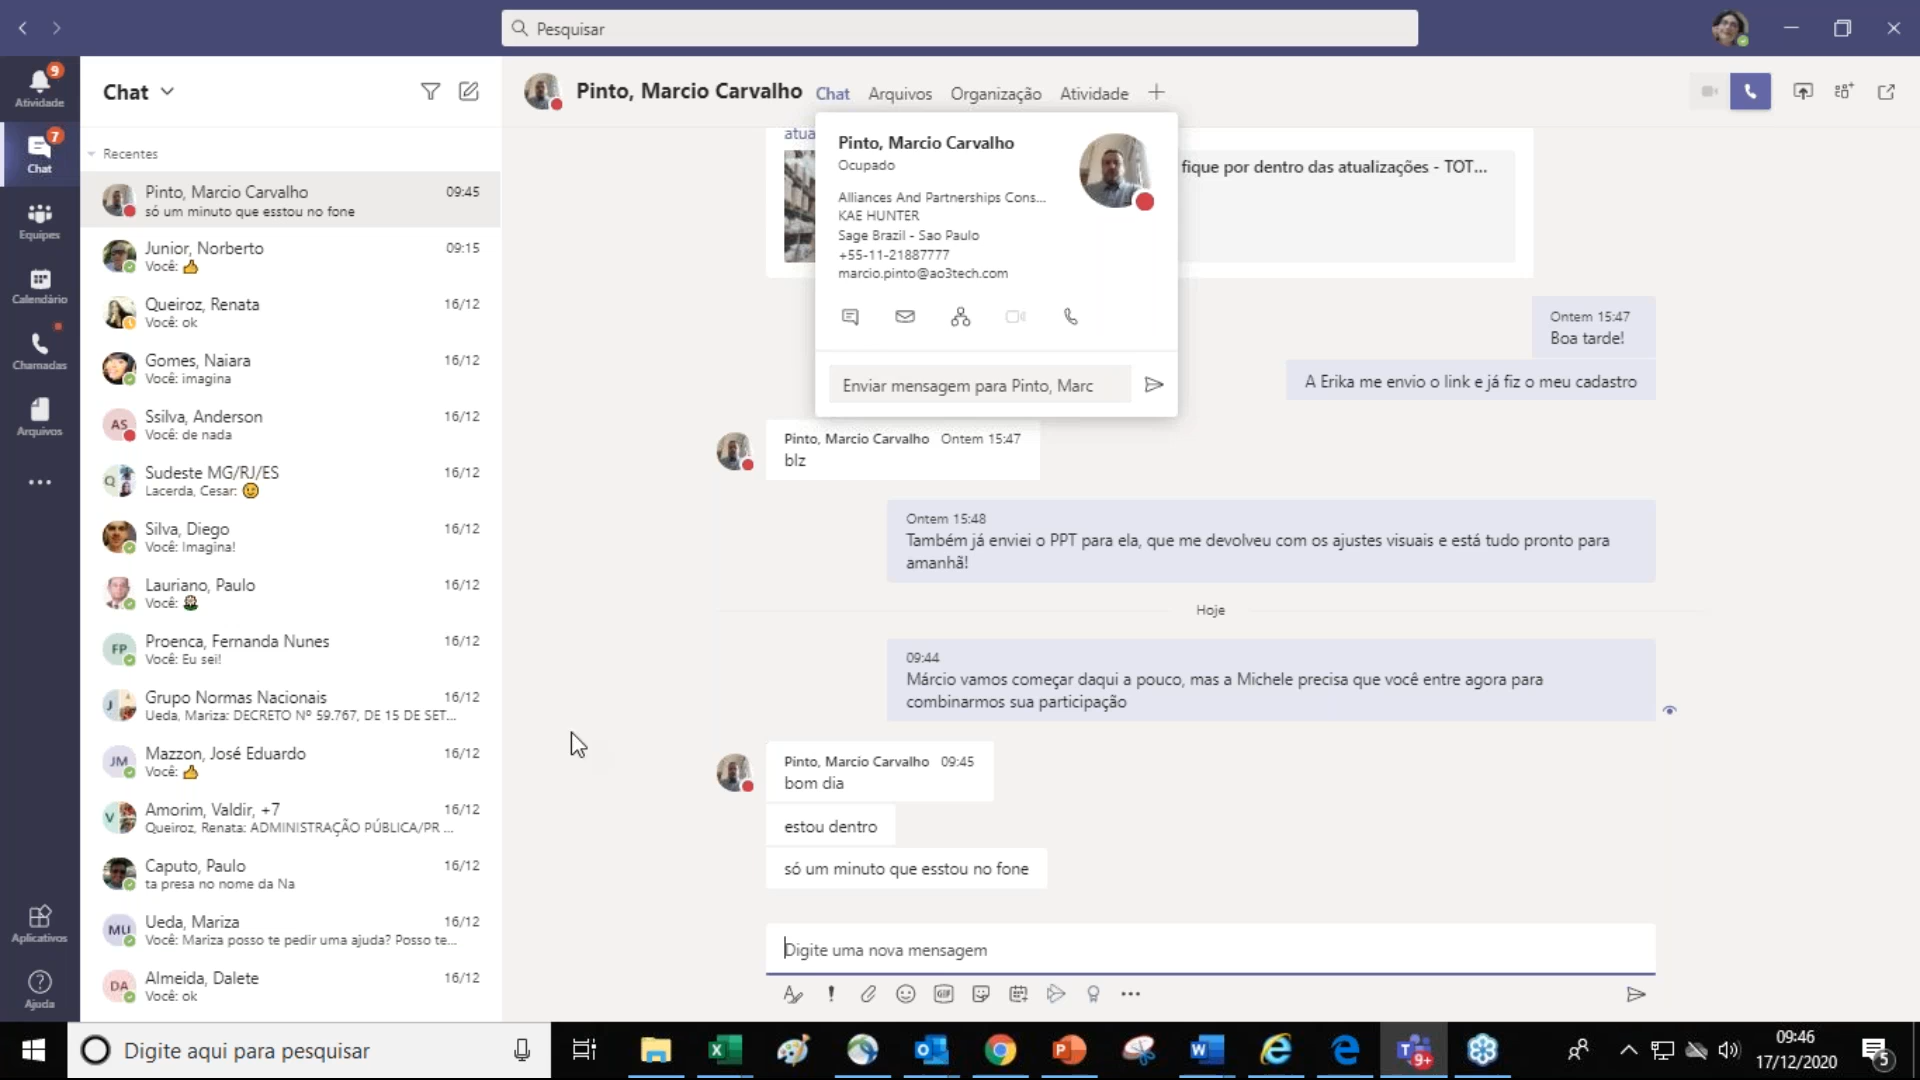 Pesquisar
9
Atividade
7
Chat
Equipes
Calendário
Chamadas
Arquivos
Aplicativos
Ajuda
Chat
Recentes
Pinto, Marcio Carvalho 09:45
só um minuto que esstou no fone
Junior, Norberto 09:15
Você: 👍
Queiroz, Renata 16/12
Você: ok
Gomes, Naiara 16/12
Você: imagina
AS
Ssilva, Anderson 16/12
Você: de nada
Q
Sudeste MG/RJ/ES 16/12
Lacerda, Cesar: 😉
Silva, Diego 16/12
Você: Imagina!
Lauriano, Paulo 16/12
Você:
FP
Proenca, Fernanda Nunes 16/12
Você: Eu sei!
J
Grupo Normas Nacionais 16/12
Ueda, Mariza: DECRETO Nº 59.767, DE 15 DE SET...
JM
Mazzon, José Eduardo 16/12
Você: 👍
V
Amorim, Valdir, +7 16/12
Queiroz, Renata: ADMINISTRAÇÃO PÚBLICA/PR ...
Caputo, Paulo 16/12
ta presa no nome da Na
MU
Ueda, Mariza 16/12
Você: Mariza posso te pedir uma ajuda? Posso te...
DA
Almeida, Dalete 16/12
Você: ok
Pinto, Marcio Carvalho Chat Arquivos Organização Atividade
atua
fique por dentro das atualizações - TOT...
Pinto, Marcio Carvalho
Ocupado
Alliances And Partnerships Cons...
KAE HUNTER
Sage Brazil - Sao Paulo
+55-11-21887777
marcio.pinto@ao3tech.com
Enviar mensagem para Pinto, Marc
Ontem 15:47
Boa tarde!
A Erika me envio o link e já fiz o meu cadastro
Pinto, Marcio Carvalho Ontem 15:47
blz
Ontem 15:48
Também já enviei o PPT para ela, que me devolveu com os ajustes visuais e está tudo pronto para
amanhã!
Hoje
09:44
Márcio vamos começar daqui a pouco, mas a Michele precisa que você entre agora para
combinarmos sua participação
Pinto, Marcio Carvalho 09:45
bom dia
estou dentro
só um minuto que esstou no fone
Digite uma nova mensagem
GIF
Digite aqui para pesquisar
9+
09:46
17/12/2020
5